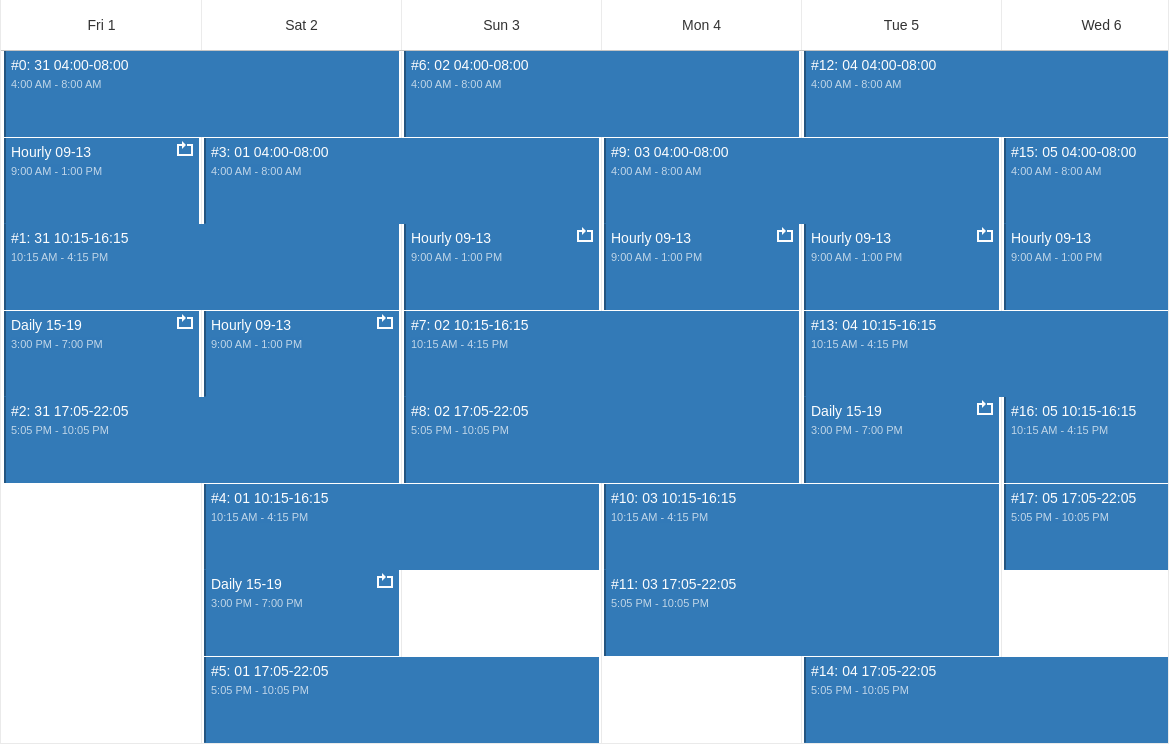 Fri 1
Sat 2
Sun 3
Mon 4
Tue 5
Wed 6
#0: 31 04:00-08:00
4:00 AM - 8:00 AM
#6: 02 04:00-08:00
4:00 AM - 8:00 AM
#12: 04 04:00-08:00
4:00 AM - 8:00 AM
Hourly 09-13
9:00 AM - 1:00 PM
#3: 01 04:00-08:00
4:00 AM - 8:00 AM
#9: 03 04:00-08:00
4:00 AM - 8:00 AM
#15: 05 04:00-08:00
4:00 AM - 8:00 AM
#1: 31 10:15-16:15
10:15 AM - 4:15 PM
Hourly 09-13
9:00 AM - 1:00 PM
Hourly 09-13
9:00 AM - 1:00 PM
Hourly 09-13
9:00 AM - 1:00 PM
Hourly 09-13
9:00 AM - 1:00 PM
Daily 15-19
3:00 PM - 7:00 PM
Hourly 09-13
9:00 AM - 1:00 PM
#7: 02 10:15-16:15
10:15 AM - 4:15 PM
#13: 04 10:15-16:15
10:15 AM - 4:15 PM
#2: 31 17:05-22:05
5:05 PM - 10:05 PM
#8: 02 17:05-22:05
5:05 PM - 10:05 PM
Daily 15-19
3:00 PM - 7:00 PM
#16: 05 10:15-16:15
10:15 AM - 4:15 PM
#4: 01 10:15-16:15
10:15 AM - 4:15 PM
#10: 03 10:15-16:15
10:15 AM - 4:15 PM
#17: 05 17:05-22:05
5:05 PM - 10:05 PM
Daily 15-19
3:00 PM - 7:00 PM
#11: 03 17:05-22:05
5:05 PM - 10:05 PM
#5: 01 17:05-22:05
5:05 PM - 10:05 PM
#14: 04 17:05-22:05
5:05 PM - 10:05 PM